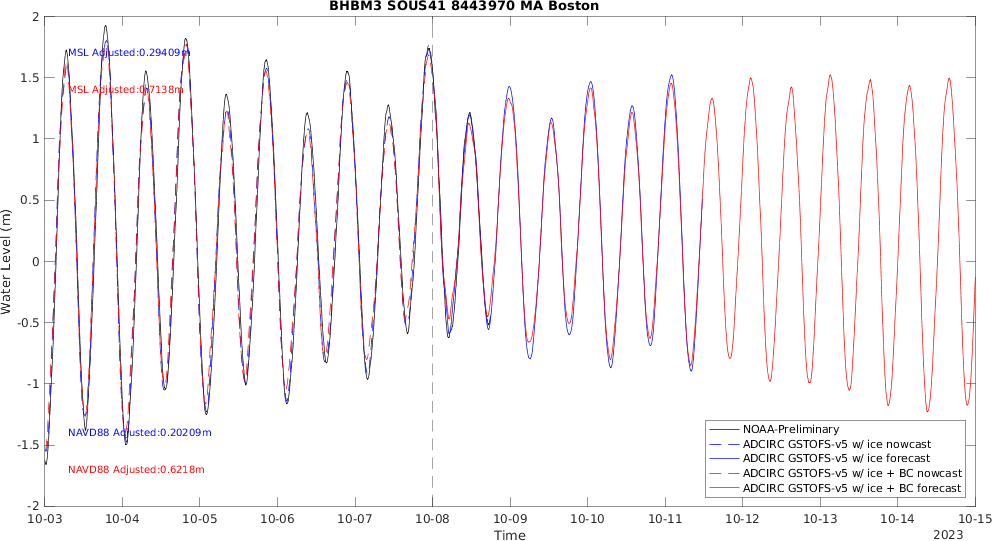 BHBM3 SOUS41 8443970 MA Boston
2
1.5
1
0.5
0
-0.5
-1
-1.5
-2
Water Level (m)
MSL Adjusted:0.29409m
MSL Adjusted:0.7138m
NAVD88 Adjusted:0.20209m
NAVD88 Adjusted:0.6218m
NOAA-Preliminary
ADCIRC GSTOFS-v5 w/ ice nowcast
ADCIRC GSTOFS-v5 w/ ice forecast
ADCIRC GSTOFS-v5 w/ ice + BC nowcast
ADCIRC GSTOFS-v5 w/ ice + BC forecast
10-03 10-04 10-05 10-06 10-07 10-08 10-09 10-10 10-11 10-12 10-13 10-14 10-15
Time
2023